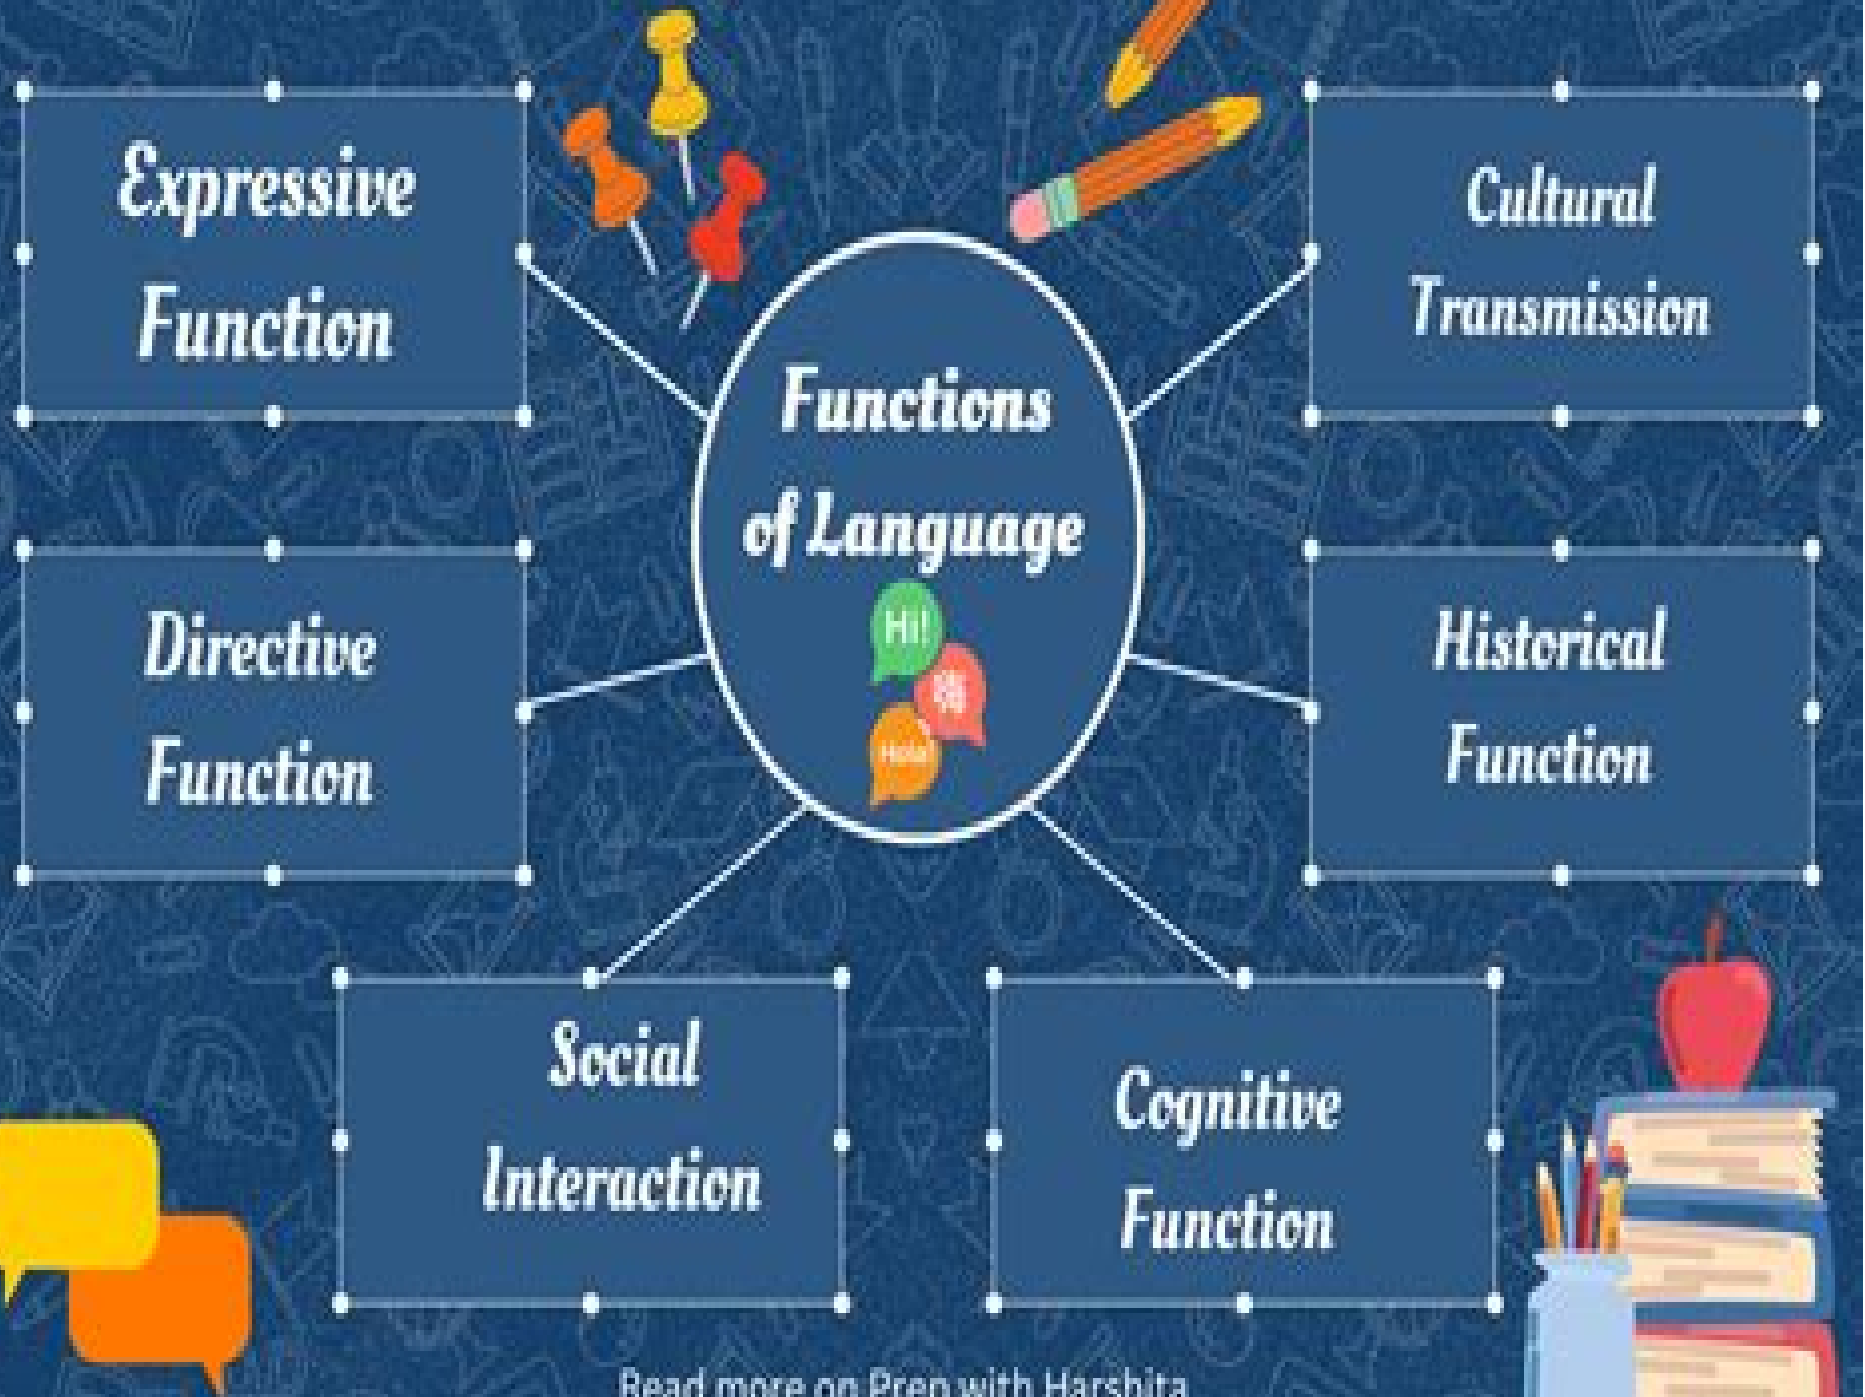 Expressive
Function
Cultural
Transmission
Functions
of Language
Hi!
嗨
Hola!
Directive
Function
Historical
Function
Social
Interaction
Cognitive
Function
Read more on Prep with Harshita